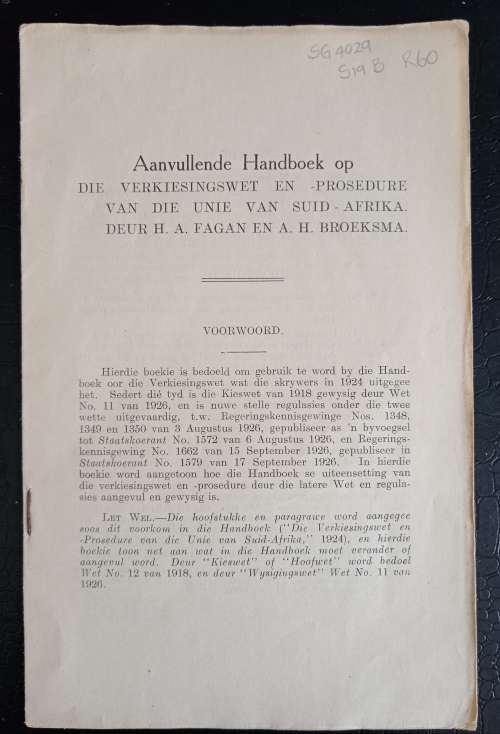 SG 4029
S19 B R60
Aanvullende Handboek op
DIE VERKIESINGSWET EN -PROSEDURE
VAN DIE UNIE VAN SUID-AFRIKA.
DEUR H. A. FAGAN EN A. H. BROEKSMA.
VOORWOORD.
Hierdie boekie is bedoel om gebruik te word by die Hand-
boek oor die Verkiesingswet wat die skrywers in 1924 uitgegee
het. Sedert dié tyd is die Kieswet van 1918 gewysig deur Wet
No. 11 van 1926, en is nuwe stelle regulasies onder die twee
wette uitgevaardig, t.w. Regeringskennisgewinge Nos. 1348,
1349 en 1350 van 3 Augustus 1926, gepubliseer as 'n byvoegsel
tot Staatskoerant No. 1572 van 6 Augustus 1926, en Regerings-
kennisgewing No. 1662 van 15 September 1926, gepubliseer in
Staatskoerant No. 1579 van 17 September 1926. In hierdie
boekie word aangetoon hoe die Handboek se uiteensetting van
die verkiesingswet en -prosedure deur die latere Wet en regula-
sies aangevul en gewysig is.
LET WEL.—Die hoofstukke en paragrawe word aangegee
soos dit voorkom in die Handboek ("Die Verkiesingswet en
-Prosedure van die Unie van Suid-Afrika," 1924), en hierdie
boekie toon net aan wat in die Handboek moet verander of
aangevul word. Deur "Kieswet" of "Hoofwet" word bedoel
Wet No. 12 van 1918, en deur "Wysigingswet" Wet No. 11 van
1926.